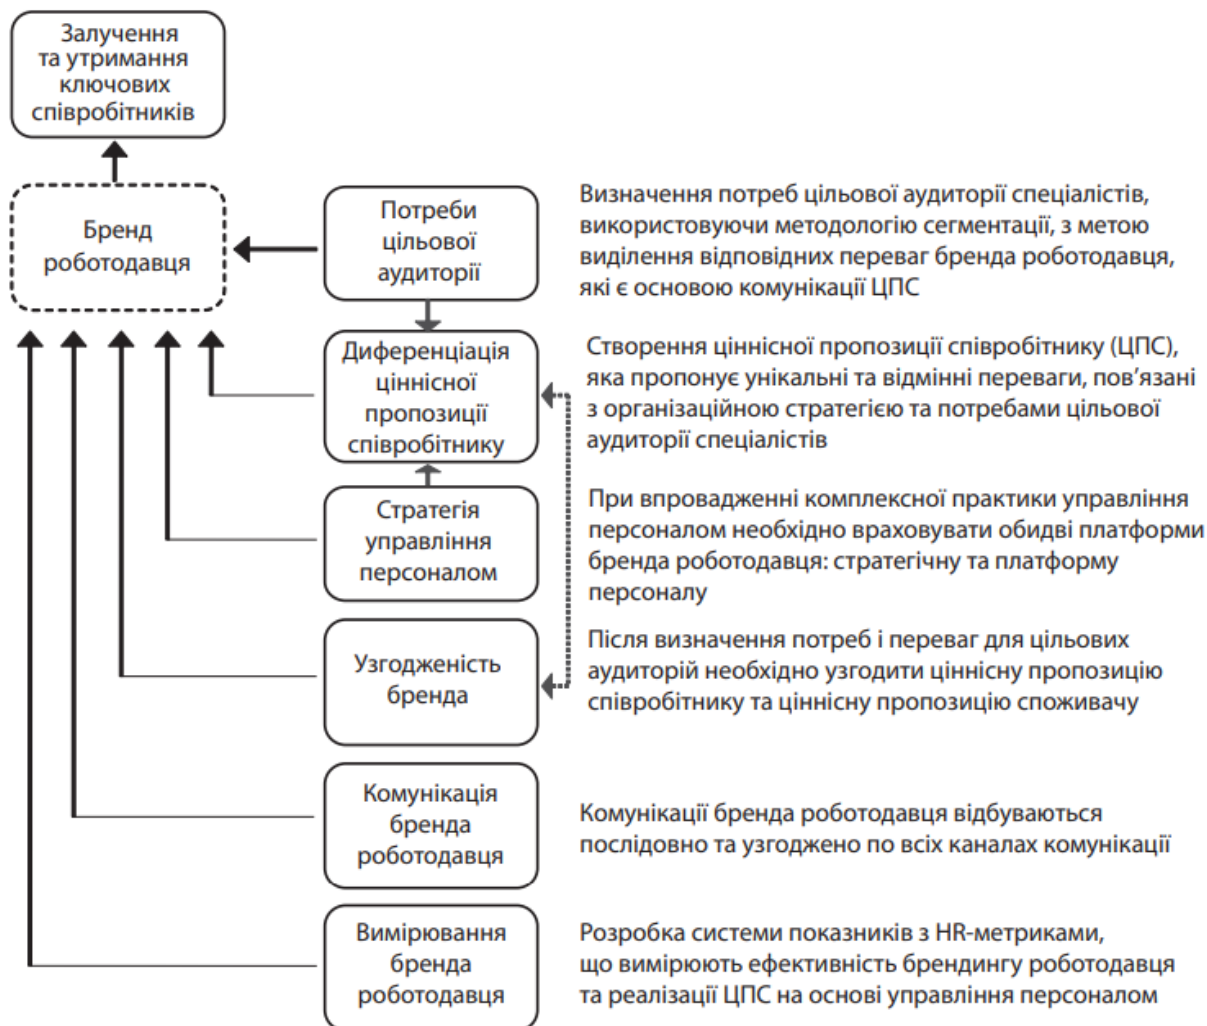 Залучення
та утримання
ключових
співробітників
Бренд
роботодавця
Потреби
цільової
аудиторії
Визначення потреб цільової аудиторії спеціалістів,
використовуючи методологію сегментації, з метою
виділення відповідних переваг бренда роботодавця,
які є основою комунікації ЦПС
Диференціація
ціннісної
пропозиції
співробітнику
Створення ціннісної пропозиції співробітнику (ЦПС),
яка пропонує унікальні та відмінні переваги, пов’язані
з організаційною стратегією та потребами цільової
аудиторії спеціалістів
Стратегія
управління
персоналом
При впровадженні комплексної практики управління
персоналом необхідно враховувати обидві платформи
бренда роботодавця: стратегічну та платформу
персоналу
Узгодженість
бренда
Після визначення потреб і переваг для цільових
аудиторій необхідно узгодити ціннісну пропозицію
співробітнику та ціннісну пропозицію споживачу
Комунікація
бренда
роботодавця
Комунікації бренда роботодавця відбуваються
послідовно та узгоджено по всіх каналах комунікації
Вимірювання
бренда
роботодавця
Розробка системи показників з HR-метриками,
що вимірюють ефективність брендингу роботодавця
та реалізації ЦПС на основі управління персоналом